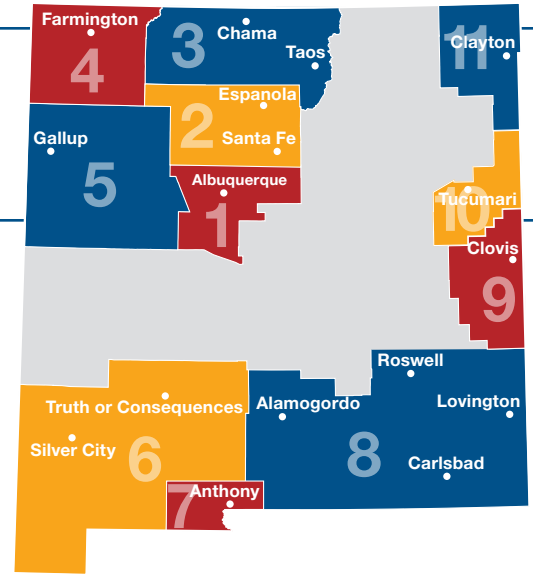 Farmington
4
3
Chama
Taos
11
Clayton
Espanola
2
Santa Fe
Gallup
5
Albuquerque
1
10
Tucumari
Clovis
9
Roswell
Truth or Consequences
Alamogordo
Lovington
Silver City
6
8
Carlsbad
7
Anthony